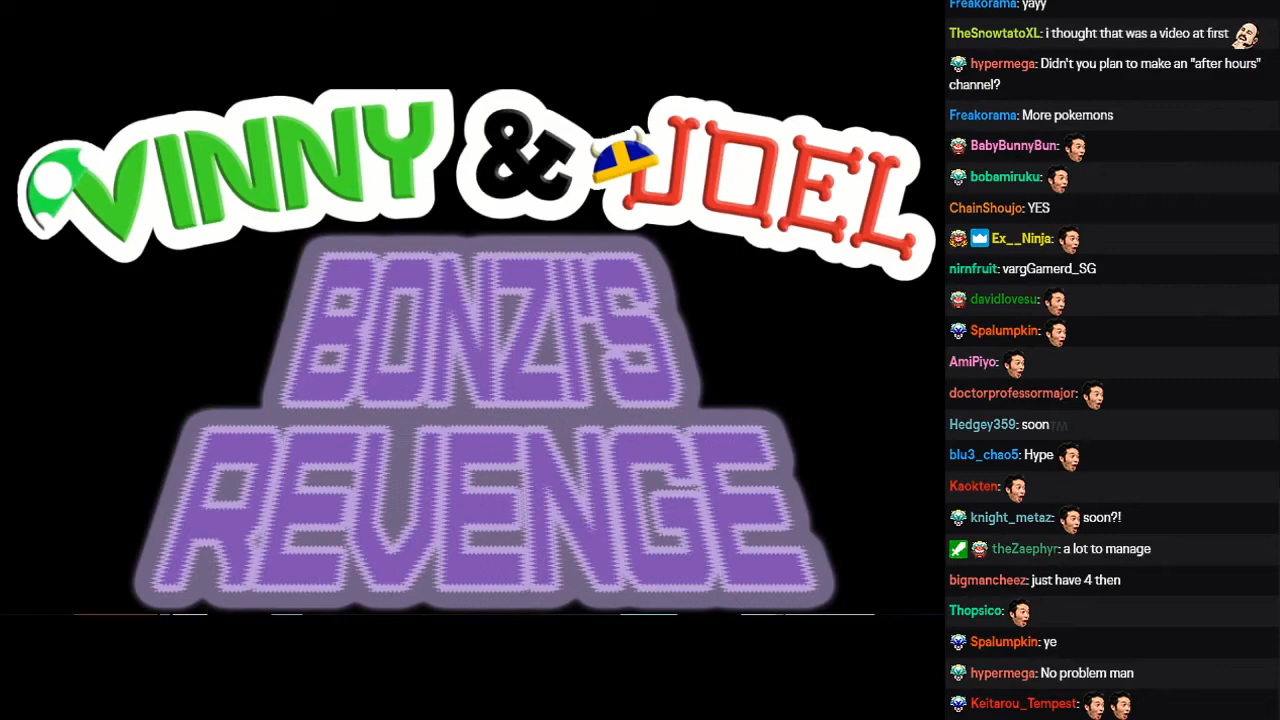 VINNY & JOEL
BONZI'S
REVENGE
Freakorama: yayy
TheSnowtatoXL: i thought that was a video at first
hypermega: Didn't you plan to make an "after hours"
channel?
Freakorama: More pokemons
BabyBunnyBun:
bobamiruku:
ChainShoujo: YES
Ex__Ninja:
nirnfruit: vargGamerd_SG
davidlovesu:
Spalumpkin:
AmiPiyo:
doctorprofessormajor:
Hedgey359: soon™
blu3_chao5: Hype
Kaokten:
knight_metaz: soon?!
theZaephyr: a lot to manage
bigmancheez: just have 4 then
Thopsico:
Spalumpkin: ye
hypermega: No problem man
Keitarou_Tempest: